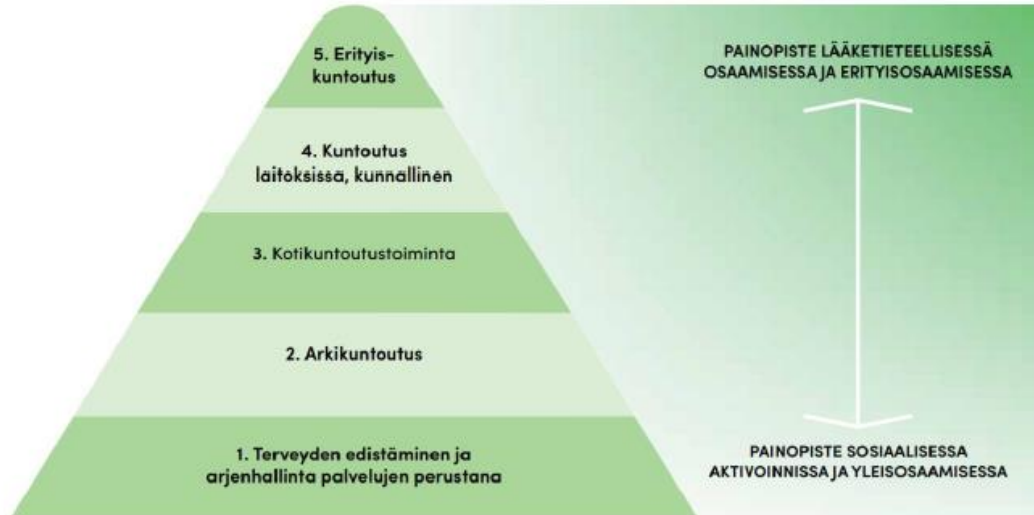 5. Erityis-
kuntoutus
4. Kuntoutus
laitoksissa, kunnallinen
3. Kotikuntoutustoiminta
2. Arkikuntoutus
1. Terveyden edistäminen ja
arjenhallinta palvelujen perustana
PAINOPISTE LÄÄKETIETEELLISESSÄ
OSAAMISESSA JA ERITYISOSAAMISESSA
PAINOPISTE SOSIAALISESSA
AKTIVOINNISSA JA YLEISOSAAMISESSA